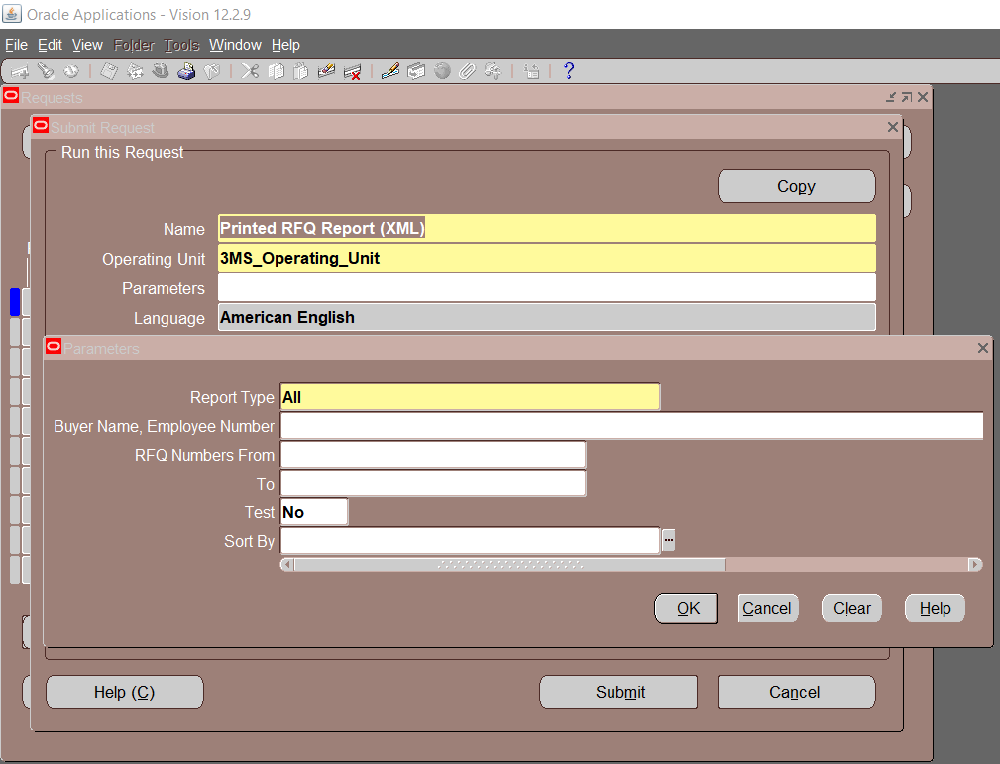 Oracle Applications - Vision 12.2.9
File Edit View Folder Tools Window Help
?
Requests
Submit Request
Run this Request
Copy
Name Printed RFQ Report (XML)
Operating Unit 3MS_Operating_Unit
Parameters
Language American English
Parameters
Report Type All
Buyer Name, Employee Number
RFQ Numbers From
To
Test No
Sort By ...
OK Cancel Clear Help
Help (C) Submit Cancel